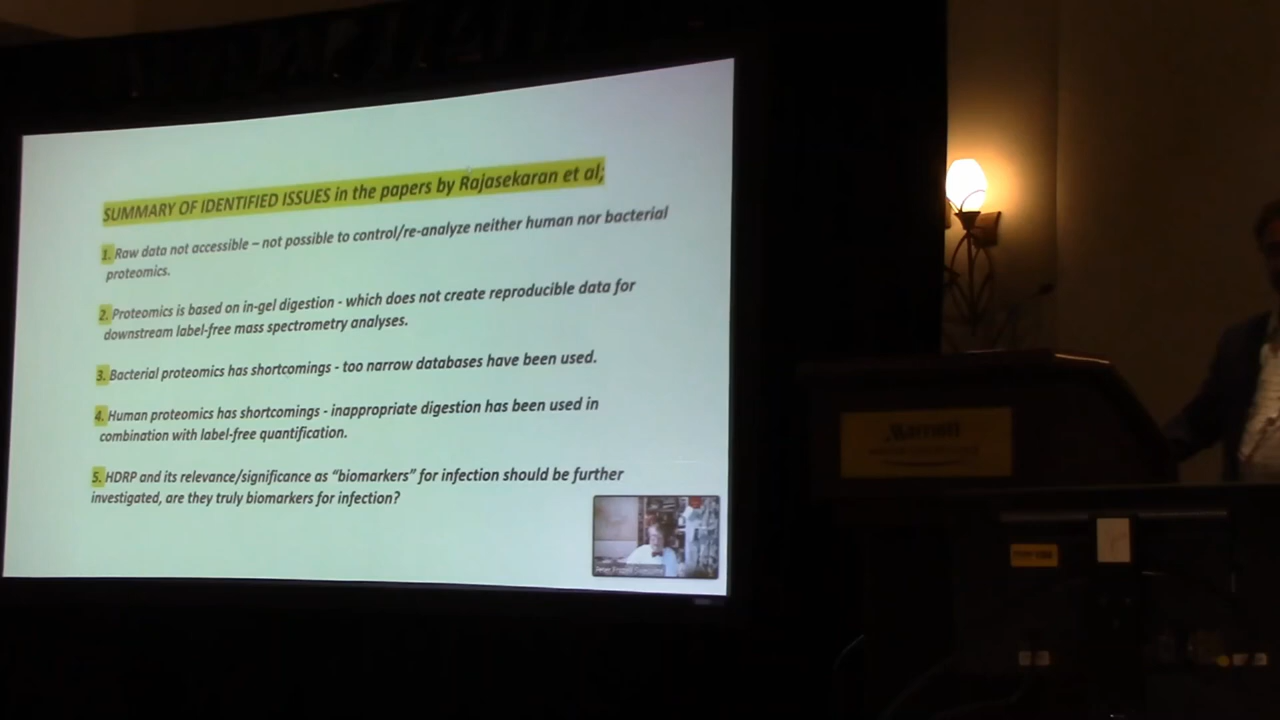 SUMMARY OF IDENTIFIED ISSUES in the papers by Rajasekaran et al;
1. Raw data not accessible – not possible to control/re-analyze neither human nor bacterial
proteomics.
2. Proteomics is based on in-gel digestion - which does not create reproducible data for
downstream label-free mass spectrometry analyses.
3. Bacterial proteomics has shortcomings - too narrow databases have been used.
4. Human proteomics has shortcomings - inappropriate digestion has been used in
combination with label-free quantification.
5. HDRP and its relevance/significance as “biomarkers” for infection should be further
investigated, are they truly biomarkers for infection?
Marriott